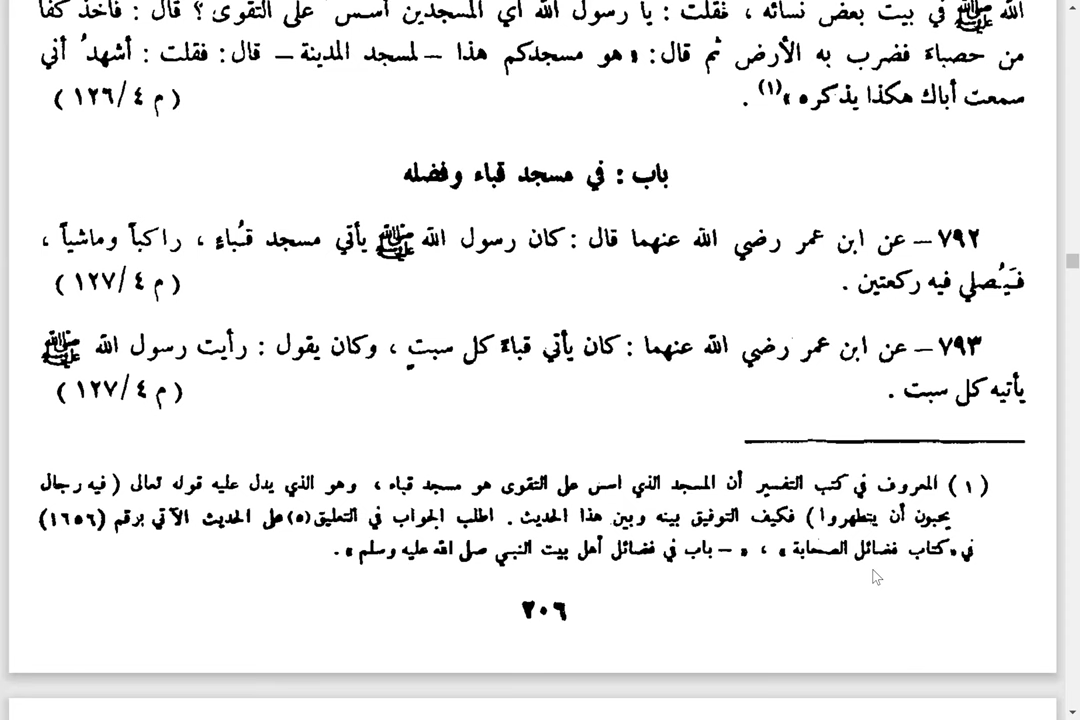 الله ﷺ في بيت بعض نسائه ، فقلت : يا رسول الله أي المسجدين أسس على التقوى ؟ قال : فأخذ كفا
من حصباءَ فضرب به الأرض ثم قال : « هو مسجدكم هذا – لمسجد المدينة – قال : فقلت : أشهدُ أني
سمعت أباك هكذا يذكره »(١) . ( م ٤/١٢٦ )
باب : في مسجد قباء وفضله
٧٩٢ – عن ابن عمر رضي الله عنهما قال : كان رسول الله ﷺ يأتي مسجد قُباءٍ ، راكباً وماشياً ،
فَيُصلي فيه ركعتين . ( م ٤/١٢٧ )
٧٩٣ – عن ابن عمر رضي الله عنهما : كان يأتي قباءً كل سبتٍ ، وكان يقول : رأيت رسول الله ﷺ
يأتيه كل سبت . ( م ٤/١٢٧ )
( ١ ) المعروف في كتب التفسير أن المسجد الذي اسس على التقوى هو مسجد قباء ، وهو الذي يدل عليه قوله تعالى ( فيه رجال
يحبون أن يتطهروا ) فكيف التوفيق بينه وبين هذا الحديث . اطلب الجواب في التعليق (٥) على الحديث الآتي برقم (١٦٥٦)
في « كتاب فضائل الصحابة » ، « – باب في فضائل أهل بيت النبي صلى الله عليه وسلم » .
٢٠٦